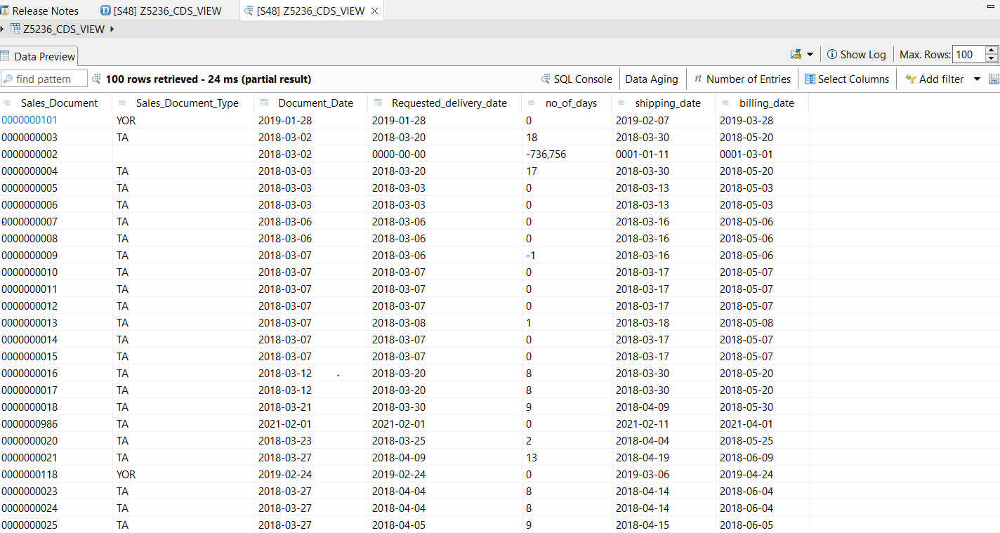 Release Notes [S48] Z5236_CDS_VIEW [S48] Z5236_CDS_VIEW
Z5236_CDS_VIEW
Data Preview Show Log Max. Rows: 100
find pattern 100 rows retrieved - 24 ms (partial result) SQL Console Data Aging Number of Entries Select Columns Add filter
Sales_Document Sales_Document_Type Document_Date Requested_delivery_date no_of_days shipping_date billing_date
0000000101 YOR 2019-01-28 2019-01-28 0 2019-02-07 2019-03-28
0000000003 TA 2018-03-02 2018-03-20 18 2018-03-30 2018-05-20
0000000002 2018-03-02 0000-00-00 -736,756 0001-01-11 0001-03-01
0000000004 TA 2018-03-03 2018-03-20 17 2018-03-30 2018-05-20
0000000005 TA 2018-03-03 2018-03-03 0 2018-03-13 2018-05-03
0000000006 TA 2018-03-03 2018-03-03 0 2018-03-13 2018-05-03
0000000007 TA 2018-03-06 2018-03-06 0 2018-03-16 2018-05-06
0000000008 TA 2018-03-06 2018-03-06 0 2018-03-16 2018-05-06
0000000009 TA 2018-03-07 2018-03-06 -1 2018-03-16 2018-05-06
0000000010 TA 2018-03-07 2018-03-07 0 2018-03-17 2018-05-07
0000000011 TA 2018-03-07 2018-03-07 0 2018-03-17 2018-05-07
0000000012 TA 2018-03-07 2018-03-07 0 2018-03-17 2018-05-07
0000000013 TA 2018-03-07 2018-03-08 1 2018-03-18 2018-05-08
0000000014 TA 2018-03-07 2018-03-07 0 2018-03-17 2018-05-07
0000000015 TA 2018-03-07 2018-03-07 0 2018-03-17 2018-05-07
0000000016 TA 2018-03-12 2018-03-20 8 2018-03-30 2018-05-20
0000000017 TA 2018-03-12 2018-03-20 8 2018-03-30 2018-05-20
0000000018 TA 2018-03-21 2018-03-30 9 2018-04-09 2018-05-30
0000000986 TA 2021-02-01 2021-02-01 0 2021-02-11 2021-04-01
0000000020 TA 2018-03-23 2018-03-25 2 2018-04-04 2018-05-25
0000000021 TA 2018-03-27 2018-04-09 13 2018-04-19 2018-06-09
0000000118 YOR 2019-02-24 2019-02-24 0 2019-03-06 2019-04-24
0000000023 TA 2018-03-27 2018-04-04 8 2018-04-14 2018-06-04
0000000024 TA 2018-03-27 2018-04-04 8 2018-04-14 2018-06-04
0000000025 TA 2018-03-27 2018-04-05 9 2018-04-15 2018-06-05